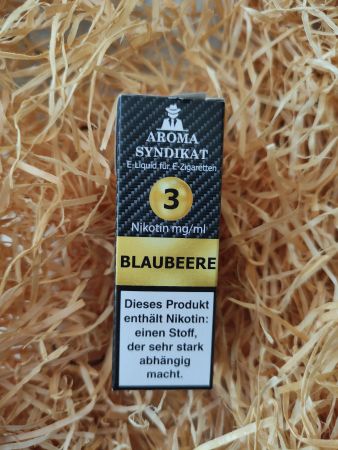 AROMA
SYNDIKAT
E-Liquid für E-Zigaretten
3
Nikotin mg/ml
BLAUBEERE
Dieses Produkt
enthält Nikotin:
einen Stoff,
der sehr stark
abhängig
macht.